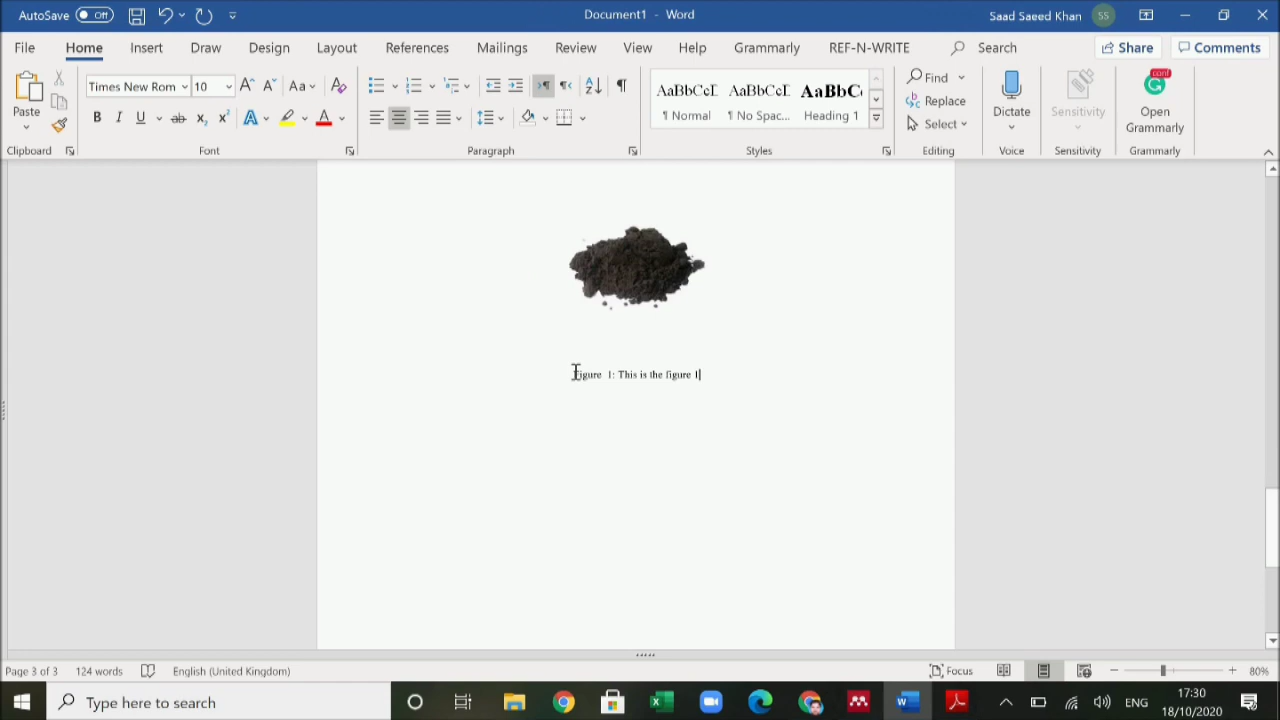 AutoSave Off Document1 - Word Saad Saeed Khan SS
File Home Insert Draw Design Layout References Mailings Review View Help Grammarly REF-N-WRITE Search Share Comments
Times New Rom 10 Aa AaBbCcI AaBbCcI AaBbC Find
Paste Replace Dictate Sensitivity Open Grammarly
B I U ab x₂ x² A A ¶ Normal ¶ No Spac... Heading 1 Select
Clipboard Font Paragraph Styles Editing Voice Sensitivity Grammarly
Figure 1: This is the figure 1
Page 3 of 3 124 words English (United Kingdom) Focus 80%
Type here to search ENG 17:30
18/10/2020